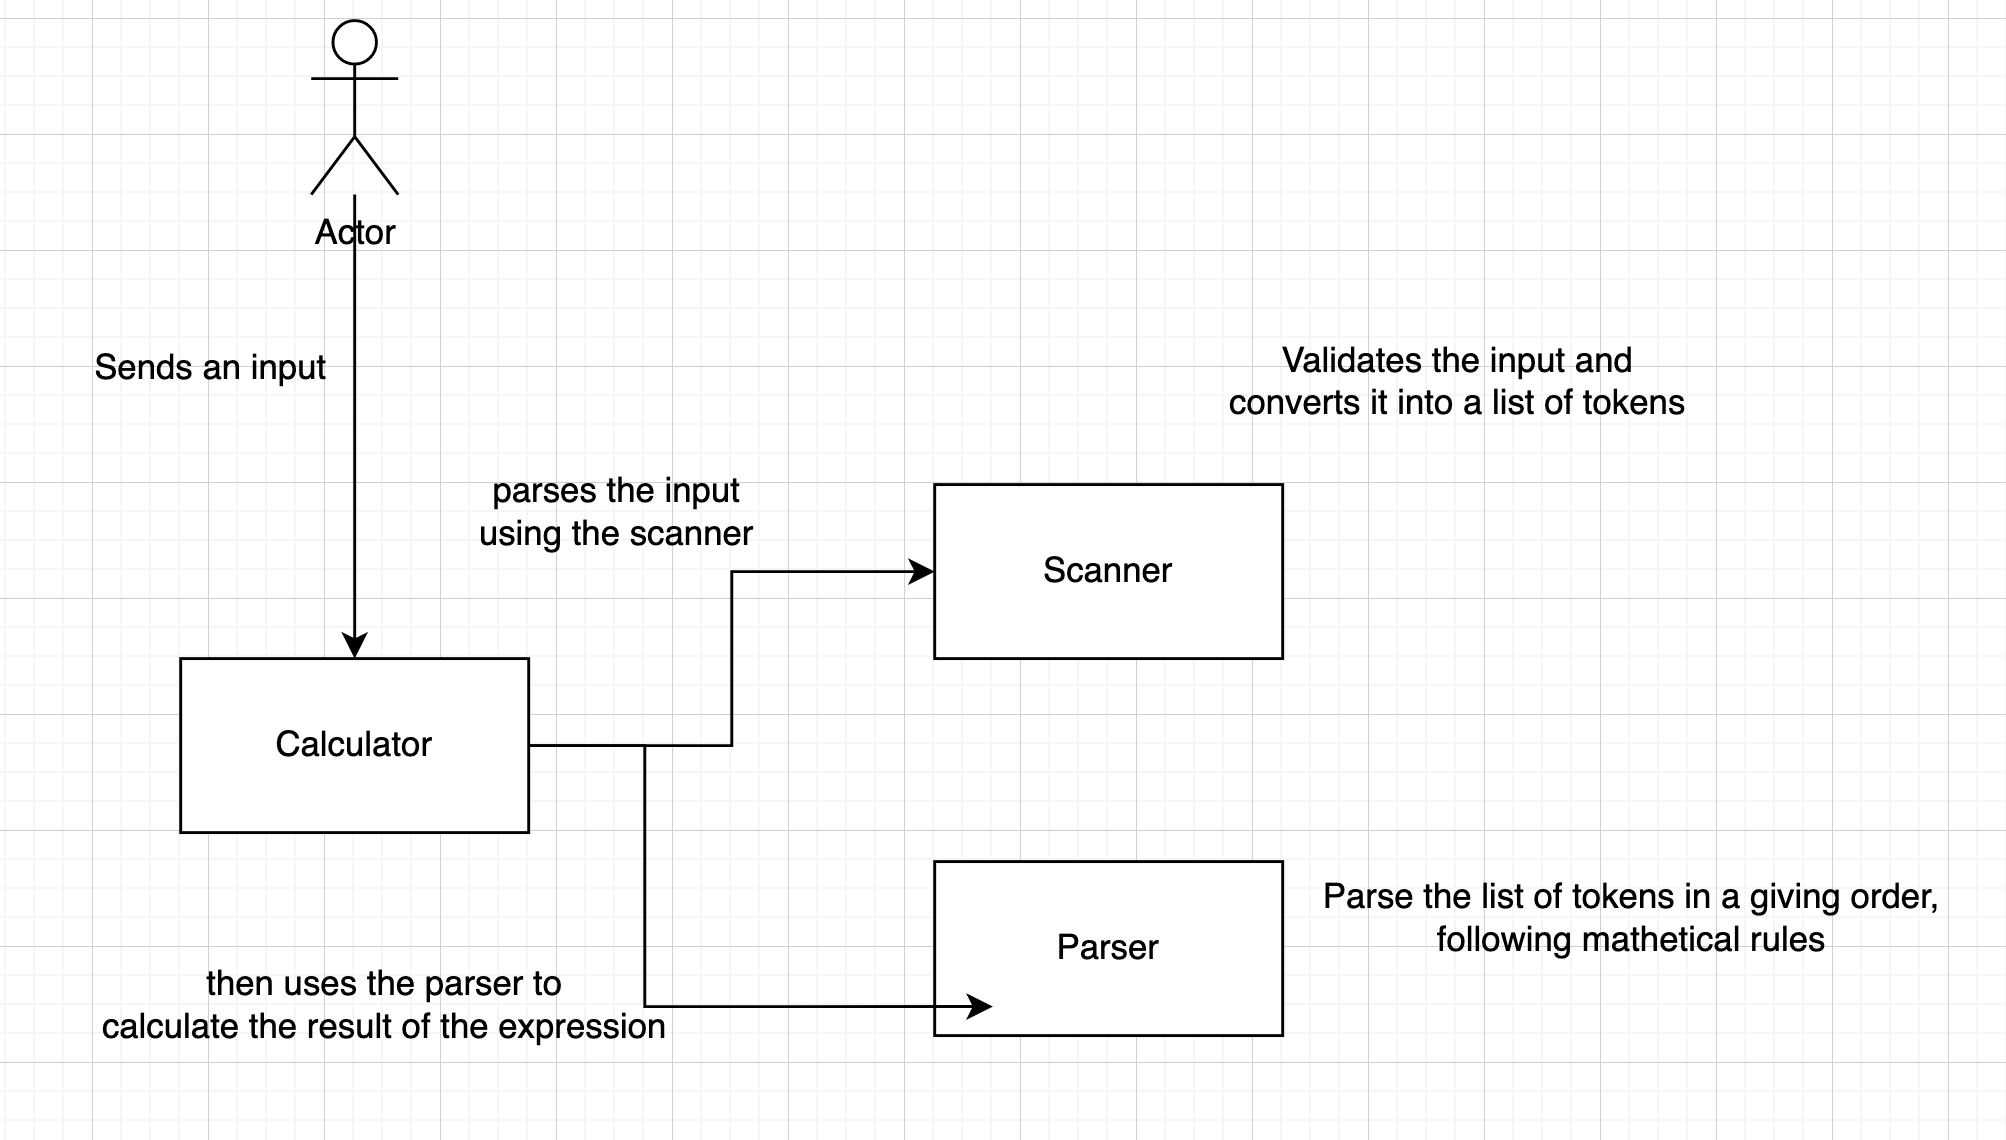 Actor
Sends an input
Validates the input and
converts it into a list of tokens
parses the input
using the scanner
Scanner
Calculator
Parser
Parse the list of tokens in a giving order,
following mathetical rules
then uses the parser to
calculate the result of the expression